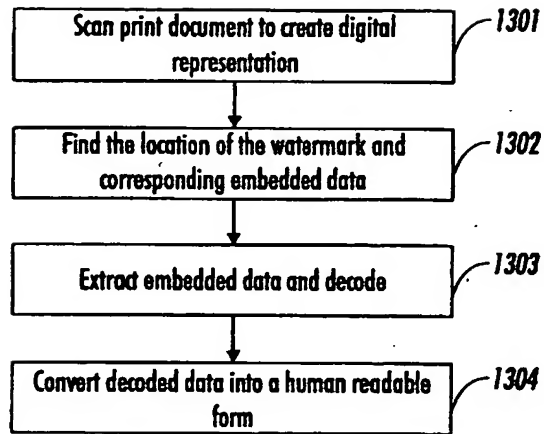 Scan print document to create digital
representation
1301
Find the location of the watermark and
corresponding embedded data
1302
Extract embedded data and decode
1303
Convert decoded data into a human readable
form
1304